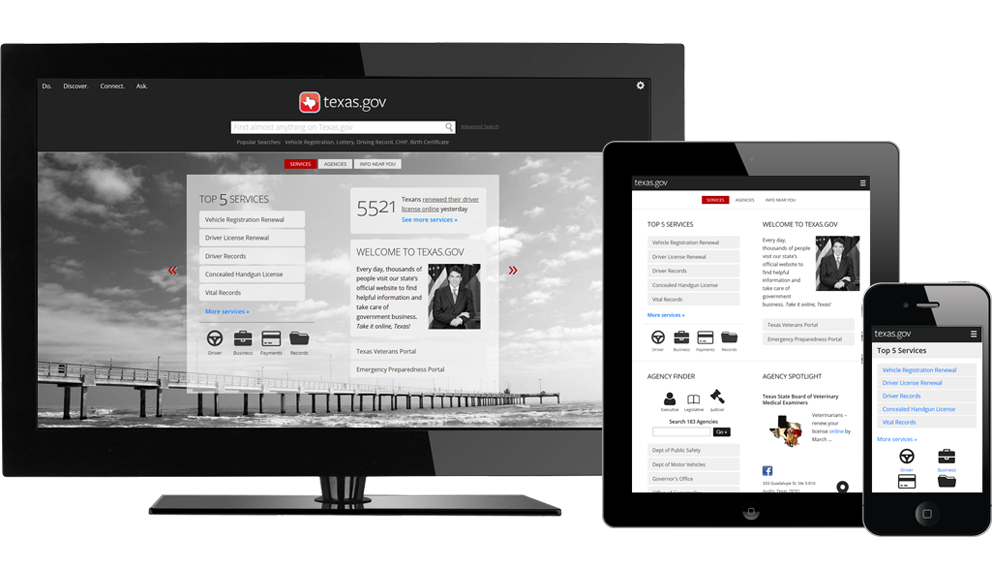 Do. Discover. Connect. Ask.
texas.gov
Find almost anything on Texas.gov
Advanced Search
Popular Searches: Vehicle Registration, Lottery, Driving Record, CHIP, Birth Certificate
SERVICES AGENCIES INFO NEAR YOU
TOP 5 SERVICES
Vehicle Registration Renewal
Driver License Renewal
Driver Records
Concealed Handgun License
Vital Records
More services »
Driver Business Payments Records
5521
Texans renewed their driver
license online yesterday
See more services »
WELCOME TO TEXAS.GOV
Every day, thousands of
people visit our state's
official website to find
helpful information and
take care of
government business.
Take it online, Texas!
Texas Veterans Portal
Emergency Preparedness Portal
«
»
texas.gov
SERVICES AGENCIES INFO NEAR YOU
TOP 5 SERVICES
Vehicle Registration Renewal
Driver License Renewal
Driver Records
Concealed Handgun License
Vital Records
More services »
Driver Business Payments Records
WELCOME TO TEXAS.GOV
Every day, thousands
of people visit our
state's official
website to find
helpful information
and take care of
government
business. Take it online, Texas!
Texas Veterans Portal
Emergency Preparedness Portal
AGENCY FINDER
Executive Legislative Judicial
Search 183 Agencies
Go »
Dept of Public Safety
Dept of Motor Vehicles
Governor's Office
AGENCY SPOTLIGHT
Texas State Board of Veterinary
Medical Examiners
Veterinarians –
renew your
license online by
March ...
333 Guadalupe St, Ste 3-810
Austin Texas 78701
texas.gov
Top 5 Services
Vehicle Registration Renewal
Driver License Renewal
Driver Records
Concealed Handgun License
Vital Records
More services »
Driver Business